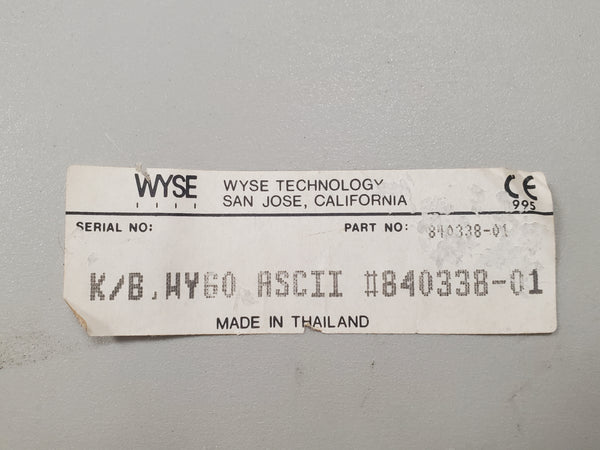 WYSE WYSE TECHNOLOGY CE
SAN JOSE, CALIFORNIA 995
SERIAL NO: PART NO: 840338-01
K/B,WY60 ASCII #840338-01
MADE IN THAILAND